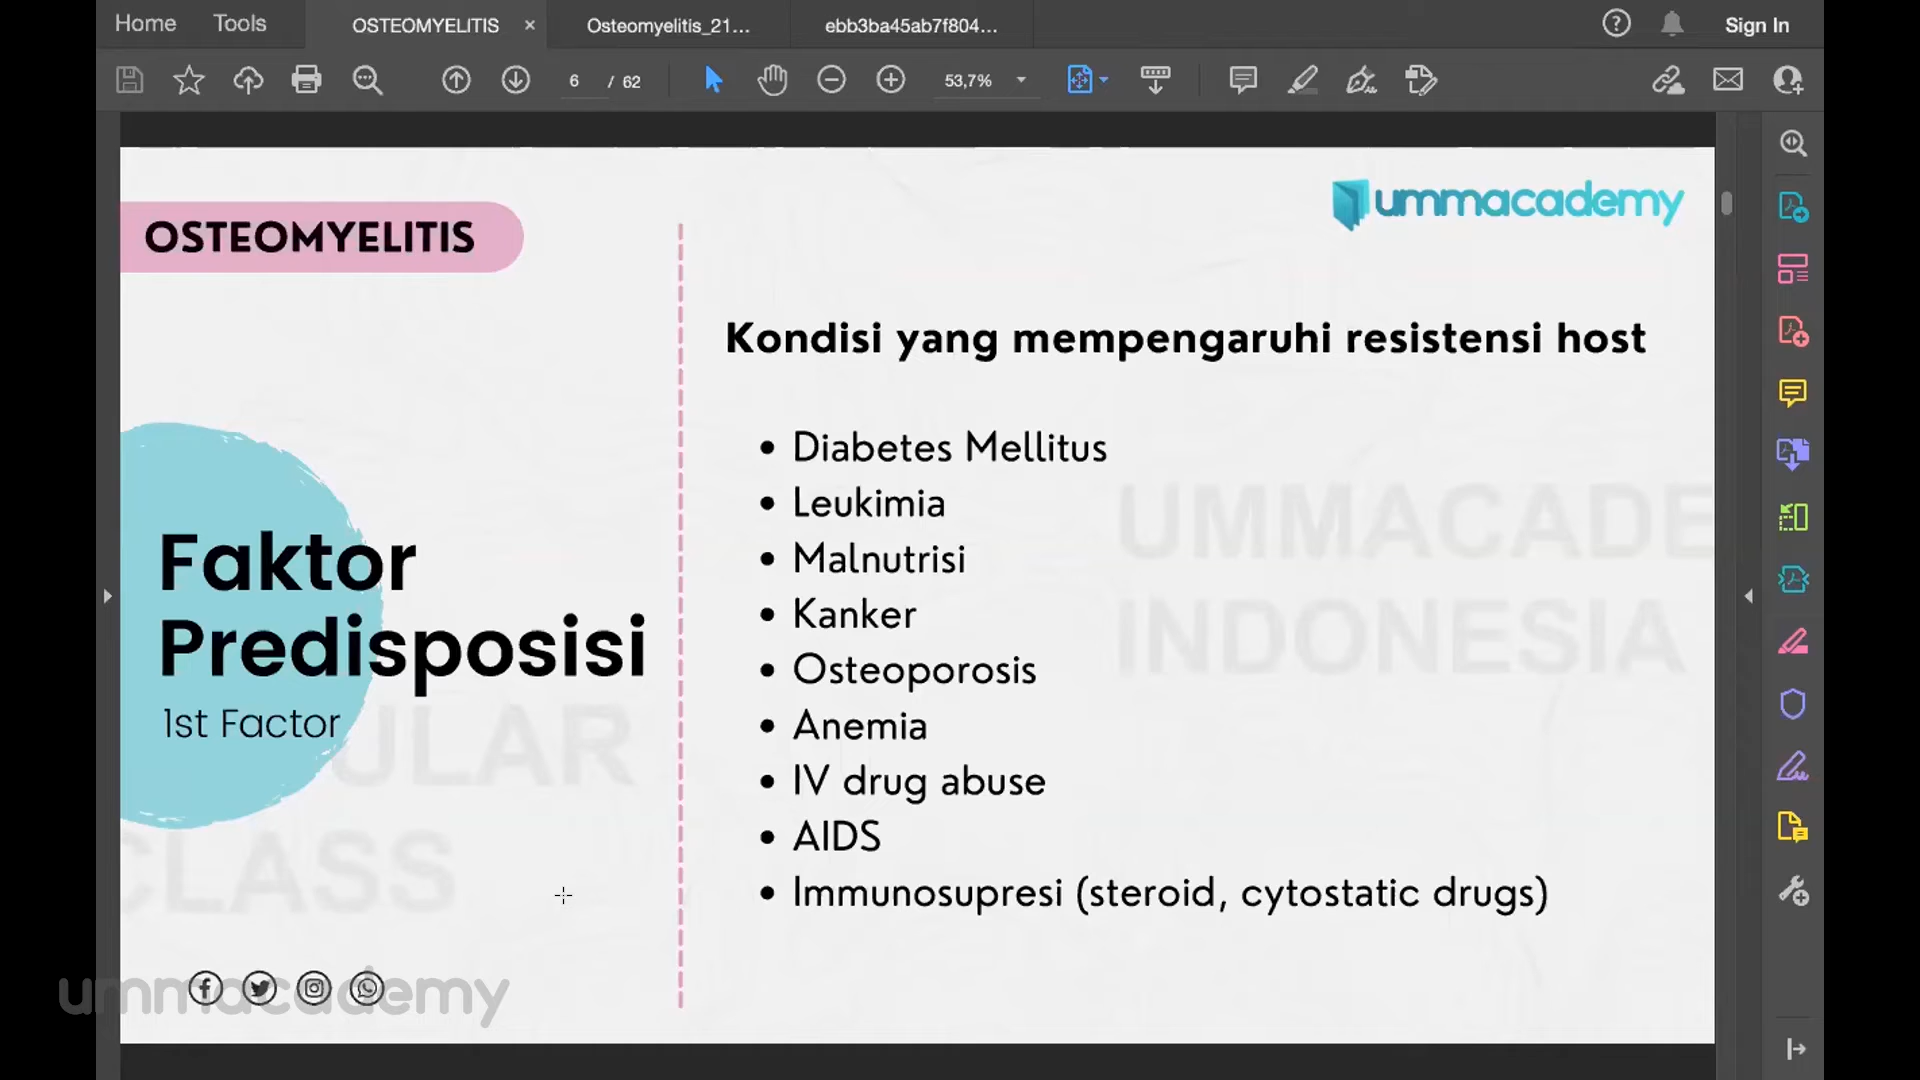 Home Tools OSTEOMYELITIS × Osteomyelitis_21... ebb3ba45ab7f804... Sign In
6 / 62 53,7%
ummacademy
OSTEOMYELITIS
Kondisi yang mempengaruhi resistensi host
• Diabetes Mellitus
• Leukimia
• Malnutrisi
• Kanker
• Osteoporosis
• Anemia
• IV drug abuse
• AIDS
• Immunosupresi (steroid, cytostatic drugs)
Faktor
Predisposisi
1st Factor
UMMACADE
INDONESIA
ULAR
CLASS
ummacademy